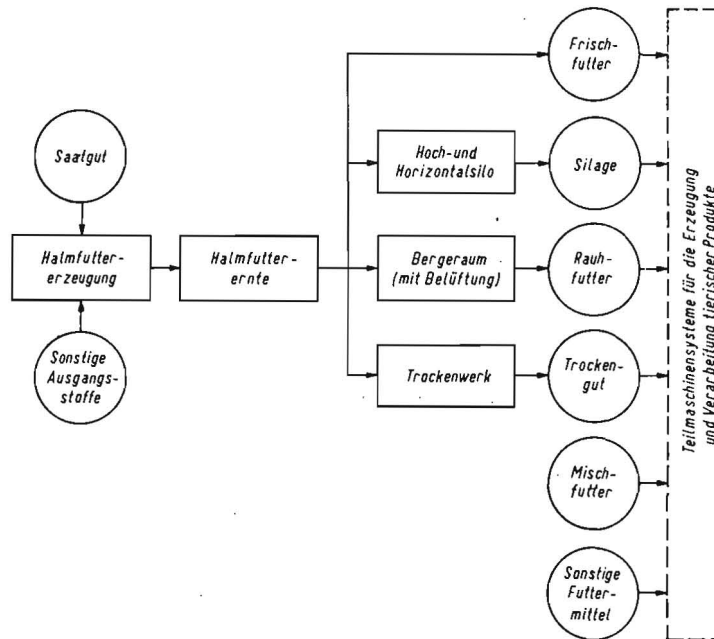 Frisch-
futter
Saatgut
Hoch- und
Horizontalsilo
Silage
Halmfutter-
erzeugung
Halmfutter-
ernte
Bergeraum
(mit Belüftung)
Rauh-
futter
Sonstige
Ausgangs-
stoffe
Trockenwerk
Trocken-
gut
Misch-
futter
Sonstige
Futter-
mittel
Teilmaschinensysteme für die Erzeugung
und Verarbeitung tierischer Produkte